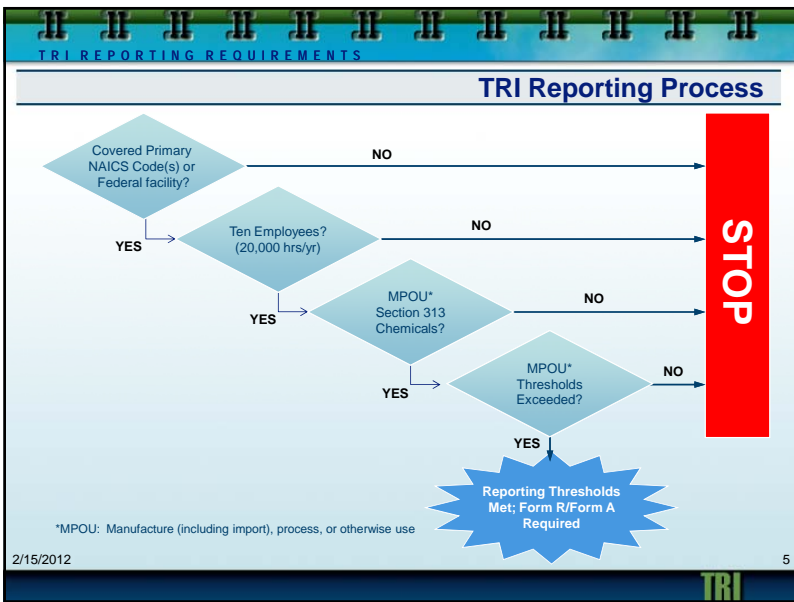 TRI REPORTING REQUIREMENTS
TRI Reporting Process
Covered Primary
NAICS Code(s) or
Federal facility?
NO
YES
Ten Employees?
(20,000 hrs/yr)
NO
YES
MPOU*
Section 313
Chemicals?
NO
YES
MPOU*
Thresholds
Exceeded?
NO
YES
STOP
Reporting Thresholds
Met; Form R/Form A
Required
*MPOU: Manufacture (including import), process, or otherwise use
2/15/2012
5
TRI